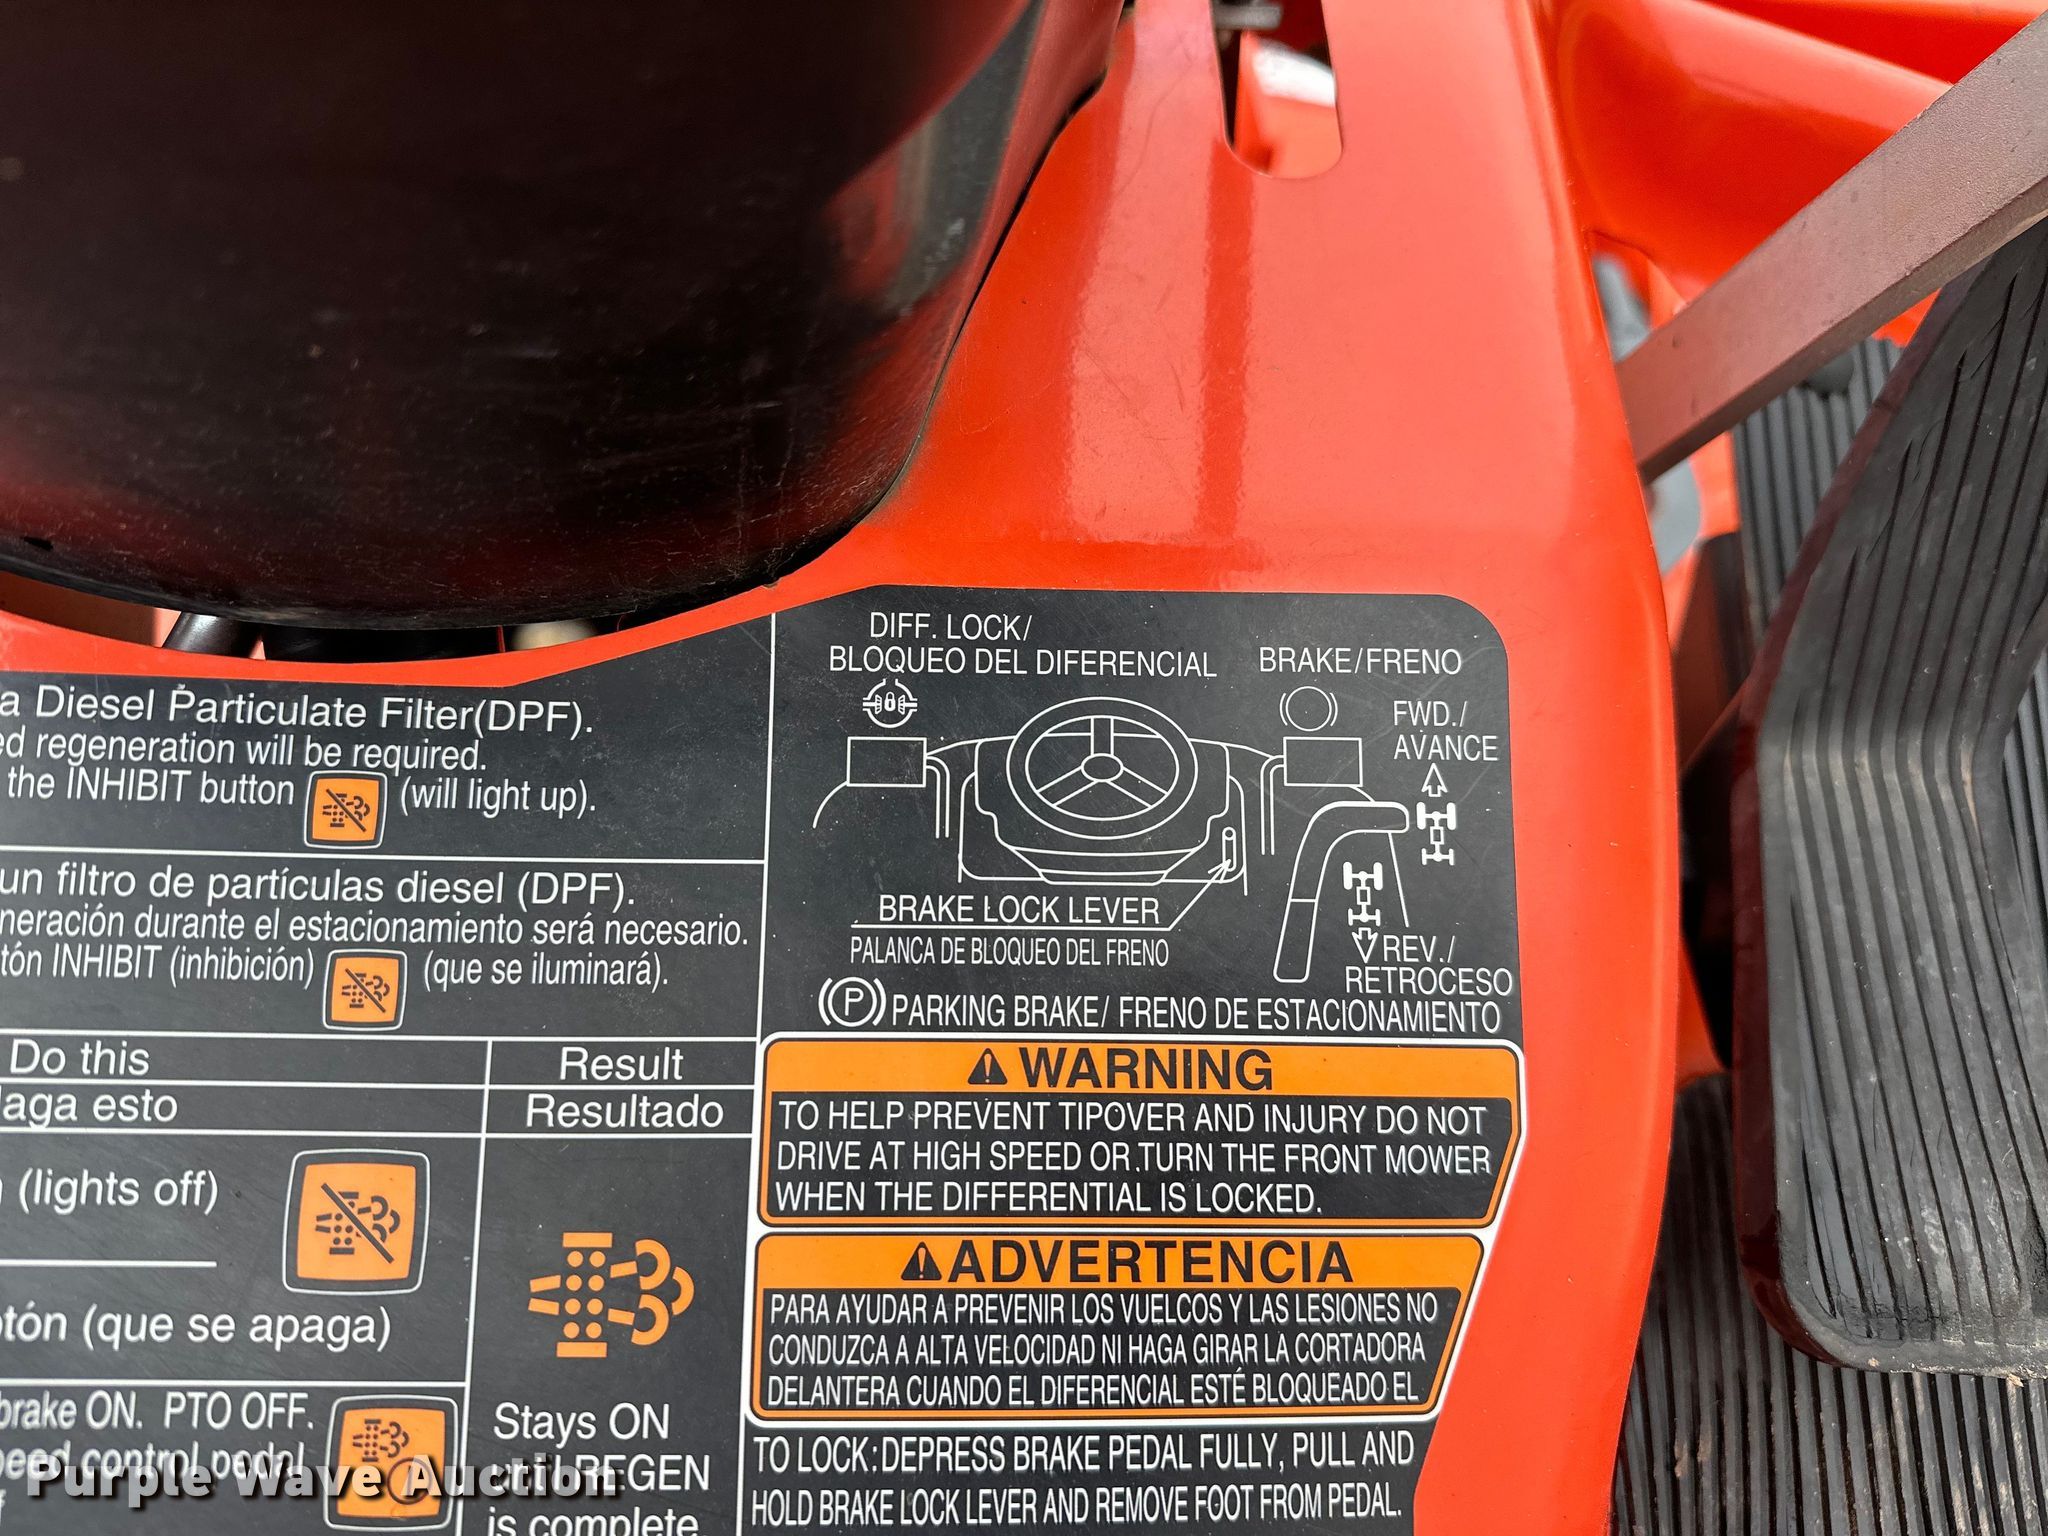 a Diesel Particulate Filter(DPF).
ed regeneration will be required.
the INHIBIT button (will light up).
un filtro de partículas diesel (DPF).
neración durante el estacionamiento será necesario.
tón INHIBIT (inhibición) (que se iluminará).
Do this
Result
aga esto
Resultado
(lights off)
tón (que se apaga)
brake ON. PTO OFF.
peed control pedal
Stays ON
until REGEN
is complete.
DIFF. LOCK/
BLOQUEO DEL DIFERENCIAL
BRAKE/FRENO
FWD./
AVANCE
BRAKE LOCK LEVER
PALANCA DE BLOQUEO DEL FRENO
REV./
RETROCESO
(P) PARKING BRAKE/ FRENO DE ESTACIONAMIENTO
WARNING
TO HELP PREVENT TIPOVER AND INJURY DO NOT
DRIVE AT HIGH SPEED OR TURN THE FRONT MOWER
WHEN THE DIFFERENTIAL IS LOCKED.
ADVERTENCIA
PARA AYUDAR A PREVENIR LOS VUELCOS Y LAS LESIONES NO
CONDUZCA A ALTA VELOCIDAD NI HAGA GIRAR LA CORTADORA
DELANTERA CUANDO EL DIFERENCIAL ESTÉ BLOQUEADO EL
TO LOCK:DEPRESS BRAKE PEDAL FULLY, PULL AND
HOLD BRAKE LOCK LEVER AND REMOVE FOOT FROM PEDAL.
Purple Wave Auction